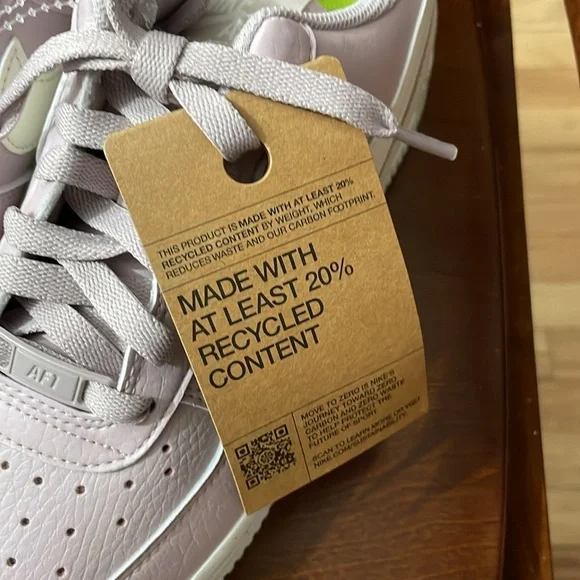 THIS PRODUCT IS MADE WITH AT LEAST 20%
RECYCLED CONTENT BY WEIGHT, WHICH
REDUCES WASTE AND OUR CARBON FOOTPRINT.
MADE WITH
AT LEAST 20%
RECYCLED
CONTENT
MOVE TO ZERO IS NIKE'S
JOURNEY TOWARD ZERO
CARBON AND ZERO WASTE
TO HELP PROTECT THE
FUTURE OF SPORT
SCAN TO LEARN MORE OR VISIT
NIKE.COM/SUSTAINABILITY
AF1